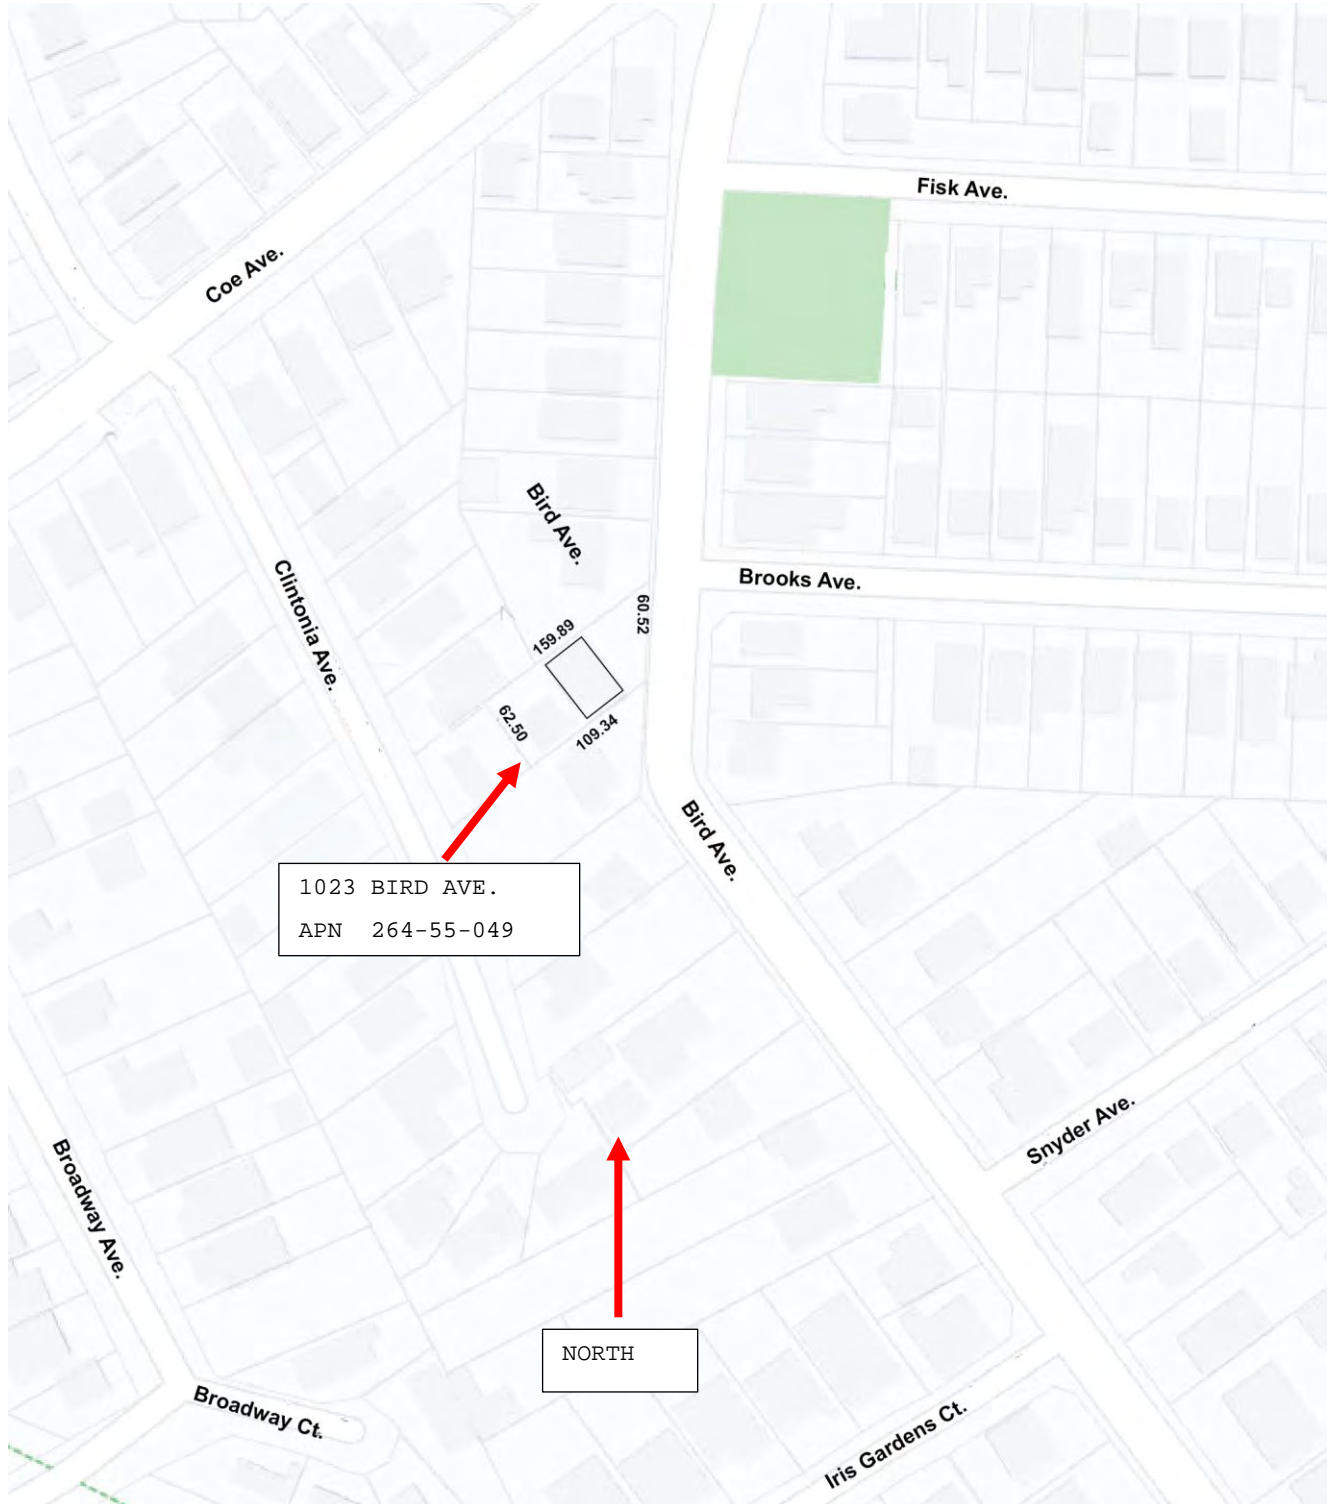 Fisk Ave.
Coe Ave.
Bird Ave.
Clintonia Ave.
Brooks Ave.
60.52
159.89
62.50
109.34
Bird Ave.
1023 BIRD AVE.
APN 264-55-049
Snyder Ave.
Broadway Ave.
NORTH
Broadway Ct.
Iris Gardens Ct.